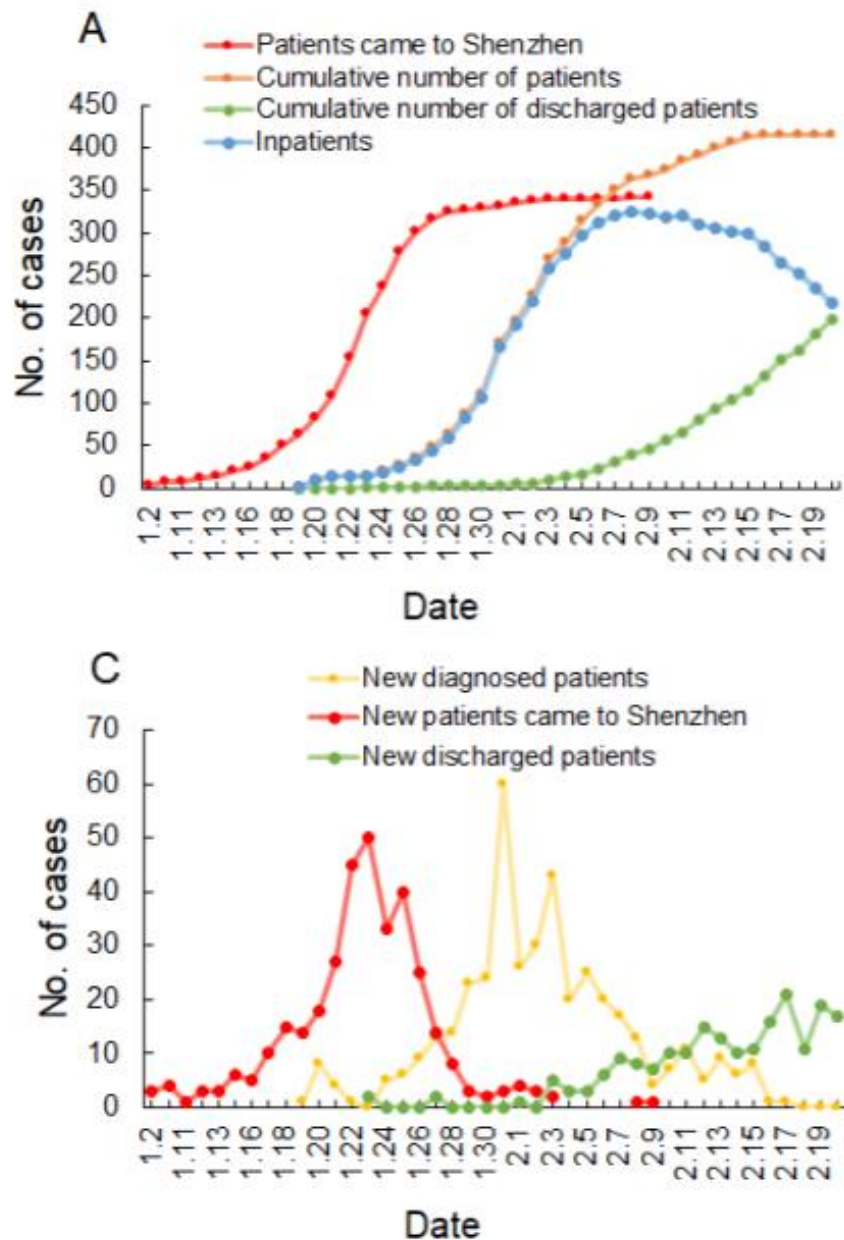 A
Patients came to Shenzhen
Cumulative number of patients
Cumulative number of discharged patients
Inpatients
450
400
350
300
250
200
150
100
50
0
No. of cases
1.2 1.11 1.13 1.16 1.18 1.20 1.22 1.24 1.26 1.28 1.30 2.1 2.3 2.5 2.7 2.9 2.11 2.13 2.15 2.17 2.19
Date
C
New diagnosed patients
New patients came to Shenzhen
New discharged patients
70
60
50
40
30
20
10
0
No. of cases
1.2 1.11 1.13 1.16 1.18 1.20 1.22 1.24 1.26 1.28 1.30 2.1 2.3 2.5 2.7 2.9 2.11 2.13 2.15 2.17 2.19
Date